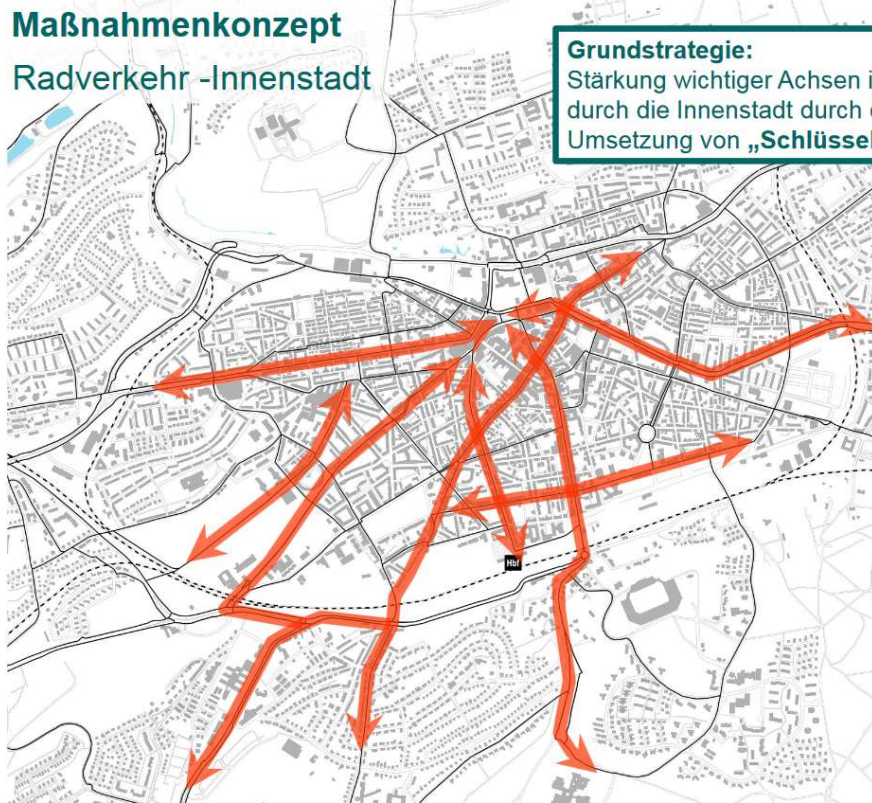 Maßnahmenkonzept
Radverkehr -Innenstadt
Grundstrategie:
Stärkung wichtiger Achsen i
durch die Innenstadt durch
Umsetzung von „Schlüssel
Hbf